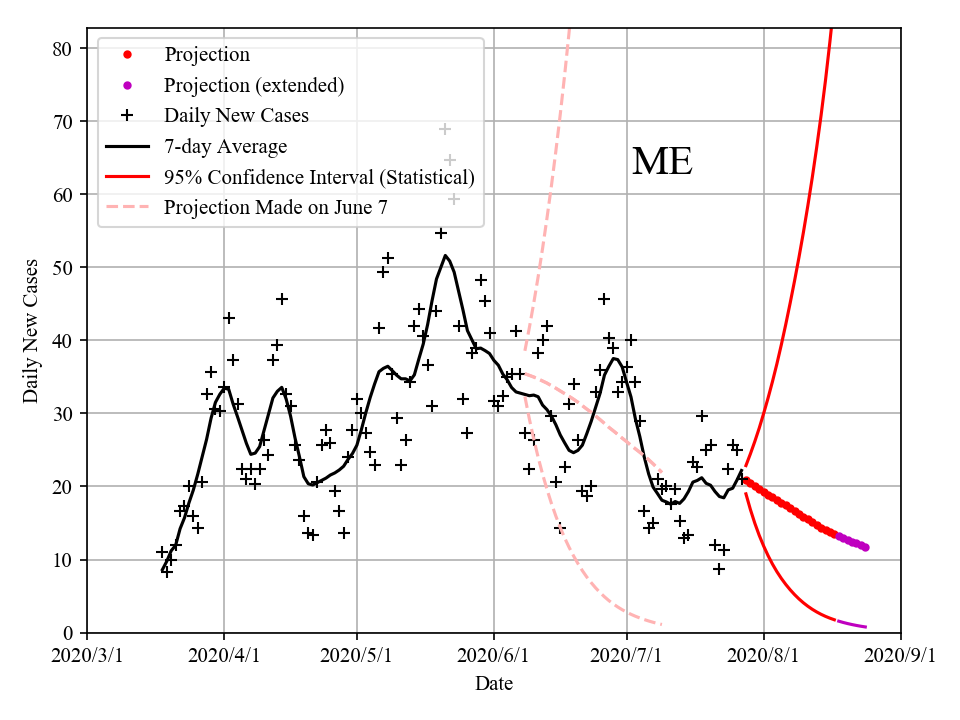 80
70
60
50
40
30
20
10
0
Daily New Cases
Projection
Projection (extended)
Daily New Cases
7-day Average
95% Confidence Interval (Statistical)
Projection Made on June 7
ME
2020/3/1 2020/4/1 2020/5/1 2020/6/1 2020/7/1 2020/8/1 2020/9/1
Date